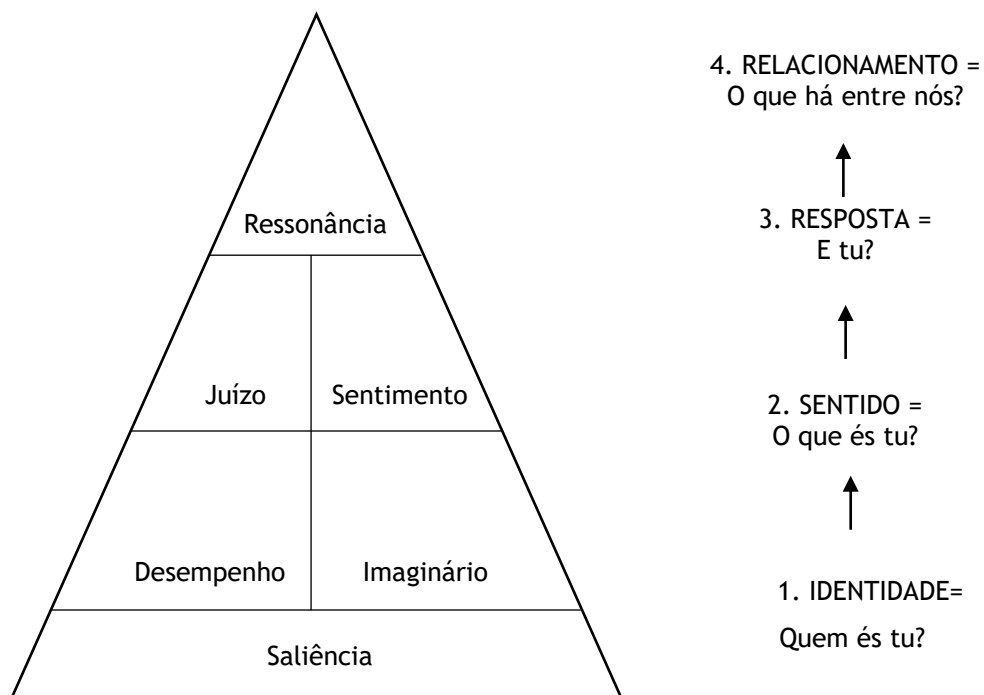 Ressonância
Juízo
Sentimento
Desempenho
Imaginário
Saliência
4. RELACIONAMENTO =
O que há entre nós?
3. RESPOSTA =
E tu?
2. SENTIDO =
O que és tu?
1. IDENTIDADE=
Quem és tu?